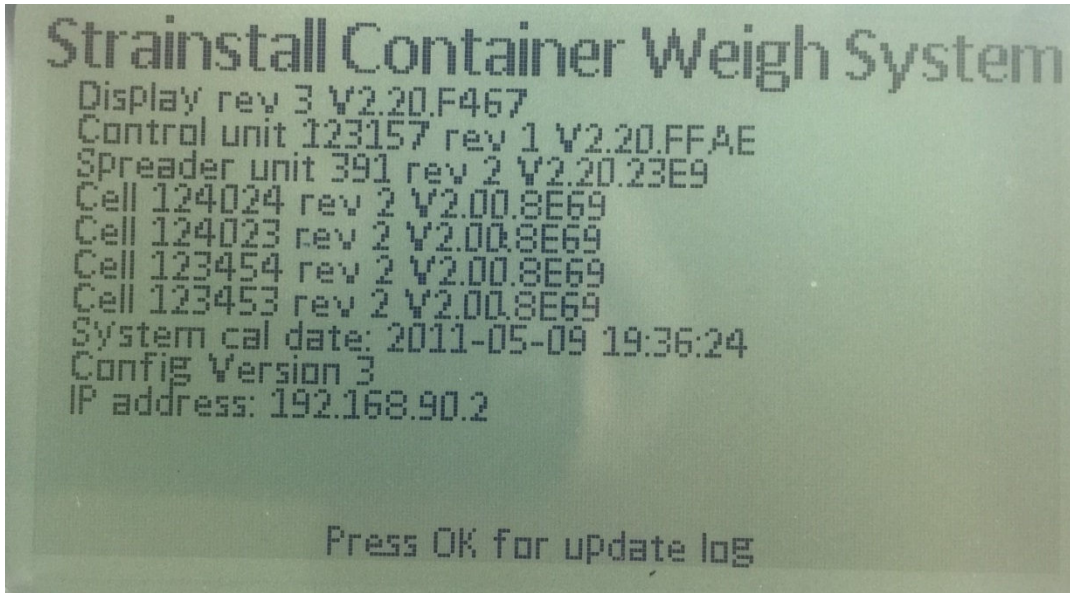 Strainstall Container Weigh System
Display rev 3 V2.20.F467
Control unit 123157 rev 1 V2.20.FFAE
Spreader unit 391 rev 2 V2.20.23E9
Cell 124024 rev 2 V2.00.8E69
Cell 124023 rev 2 V2.00.8E69
Cell 123454 rev 2 V2.00.8E69
Cell 123453 rev 2 V2.00.8E69
System cal date: 2011-05-09 19:36:24
Config Version 3
IP address: 192.168.90.2
Press OK for update log